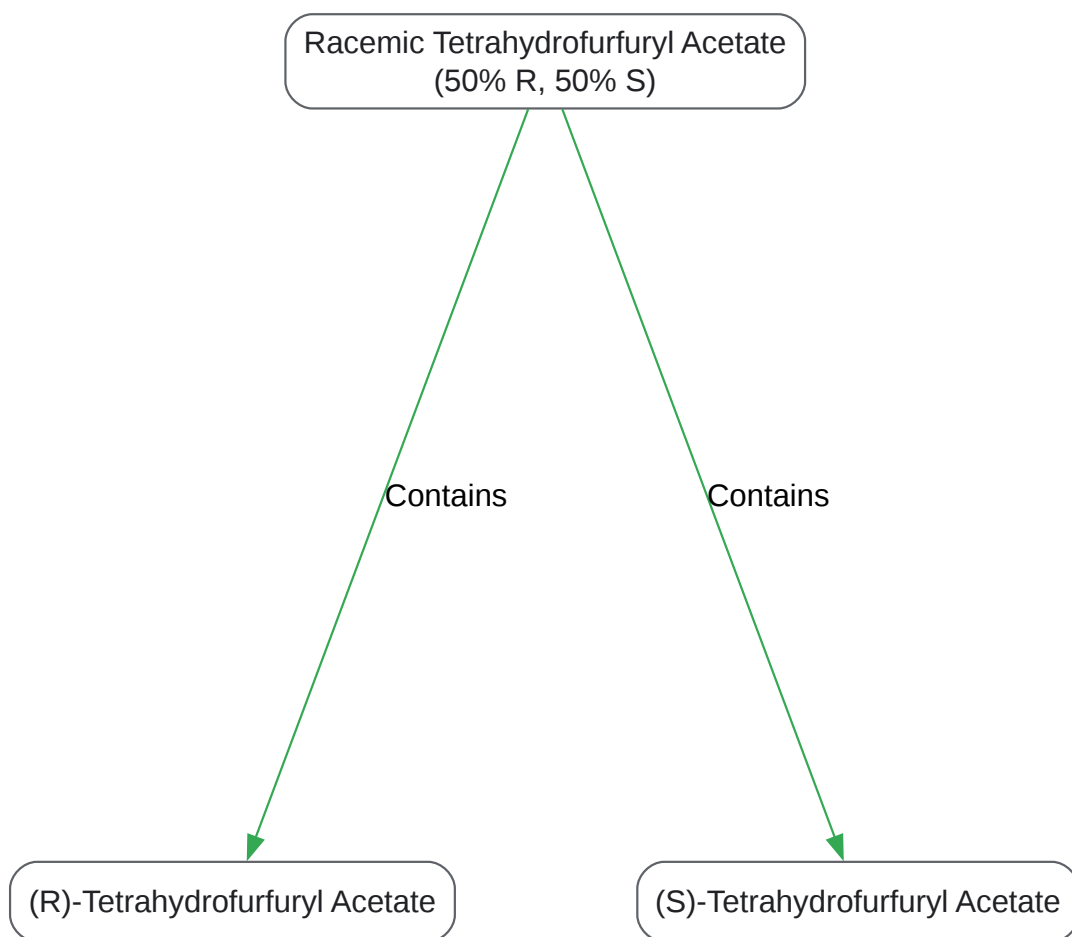 Racemic Tetrahydrofurfuryl Acetate
(50% R, 50% S)
Contains
Contains
(R)-Tetrahydrofurfuryl Acetate
(S)-Tetrahydrofurfuryl Acetate